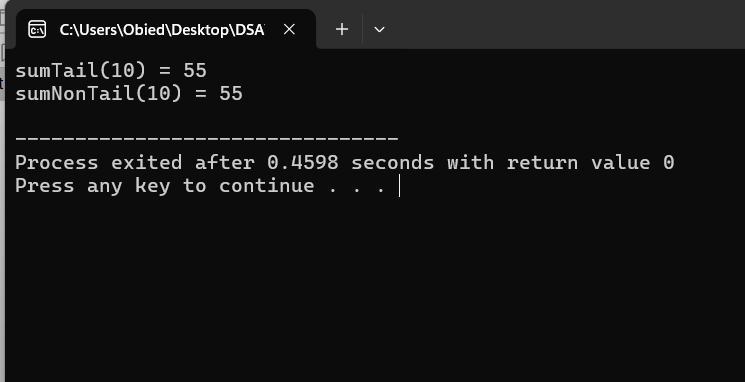 C:\Users\Obied\Desktop\DSA
sumTail(10) = 55
sumNonTail(10) = 55
--------------------------------
Process exited after 0.4598 seconds with return value 0
Press any key to continue . . .